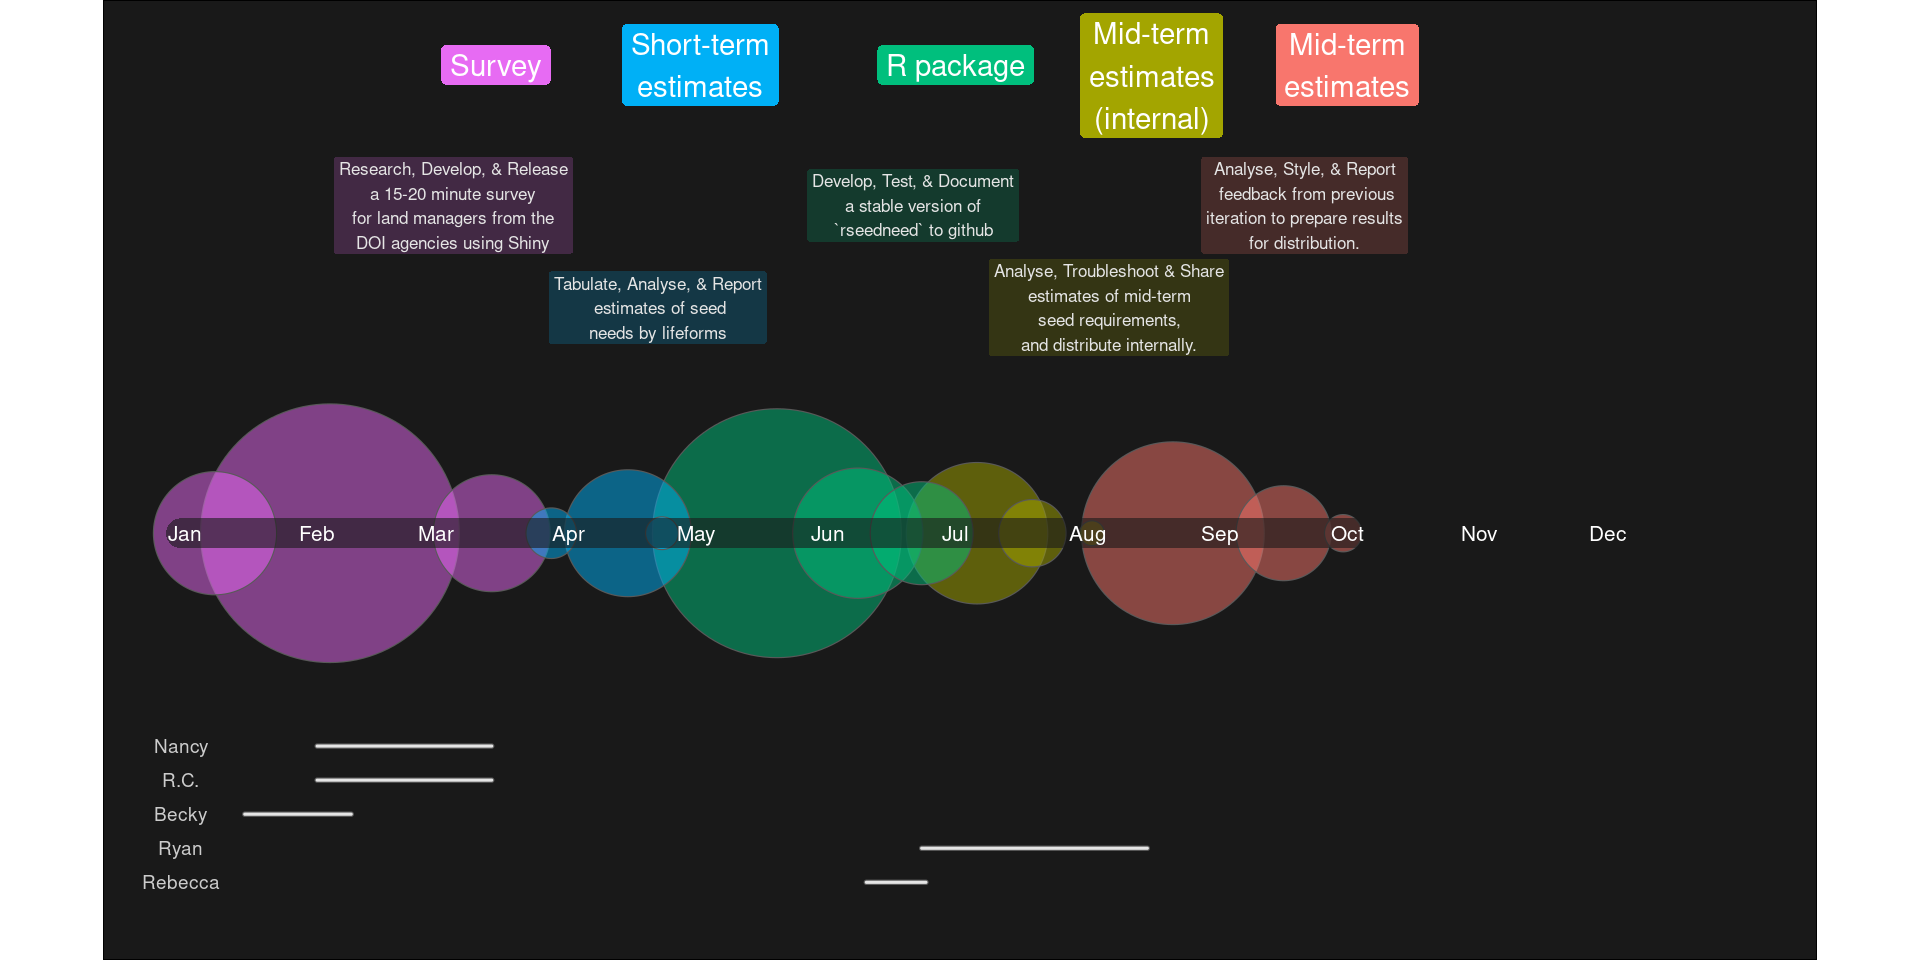 Survey
Short-term
estimates
R package
Mid-term
estimates
(internal)
Mid-term
estimates
Research, Develop, & Release
a 15-20 minute survey
for land managers from the
DOI agencies using Shiny
Develop, Test, & Document
a stable version of
`rseedneed` to github
Analyse, Style, & Report
feedback from previous
iteration to prepare results
for distribution.
Tabulate, Analyse, & Report
estimates of seed
needs by lifeforms
Analyse, Troubleshoot & Share
estimates of mid-term
seed requirements,
and distribute internally.
Jan Feb Mar Apr May Jun Jul Aug Sep Oct Nov Dec
Nancy
R.C.
Becky
Ryan
Rebecca